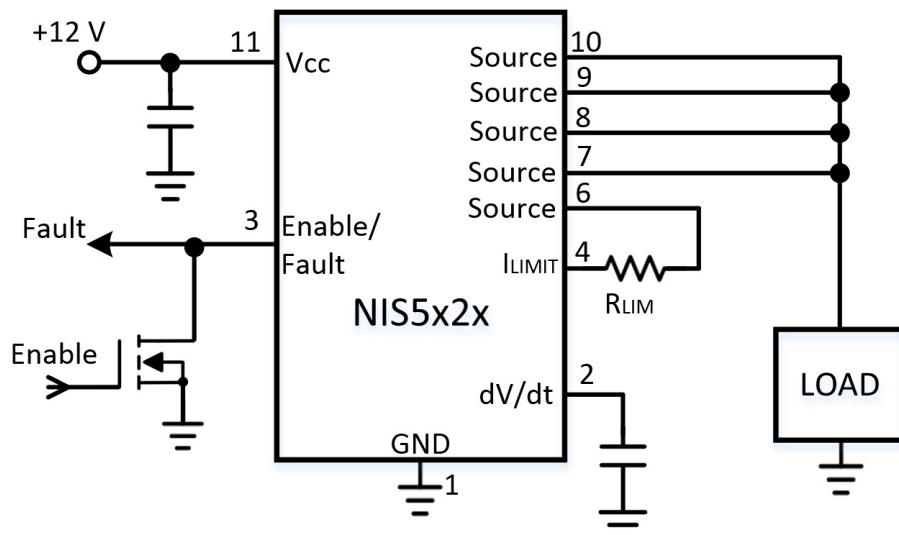 +12 V
11
Vcc
Source
10
Source
9
Source
8
Source
7
Source
6
Fault
3
Enable/
Fault
ILIMIT
4
RLIM
NIS5x2x
Enable
dV/dt
2
LOAD
GND
1